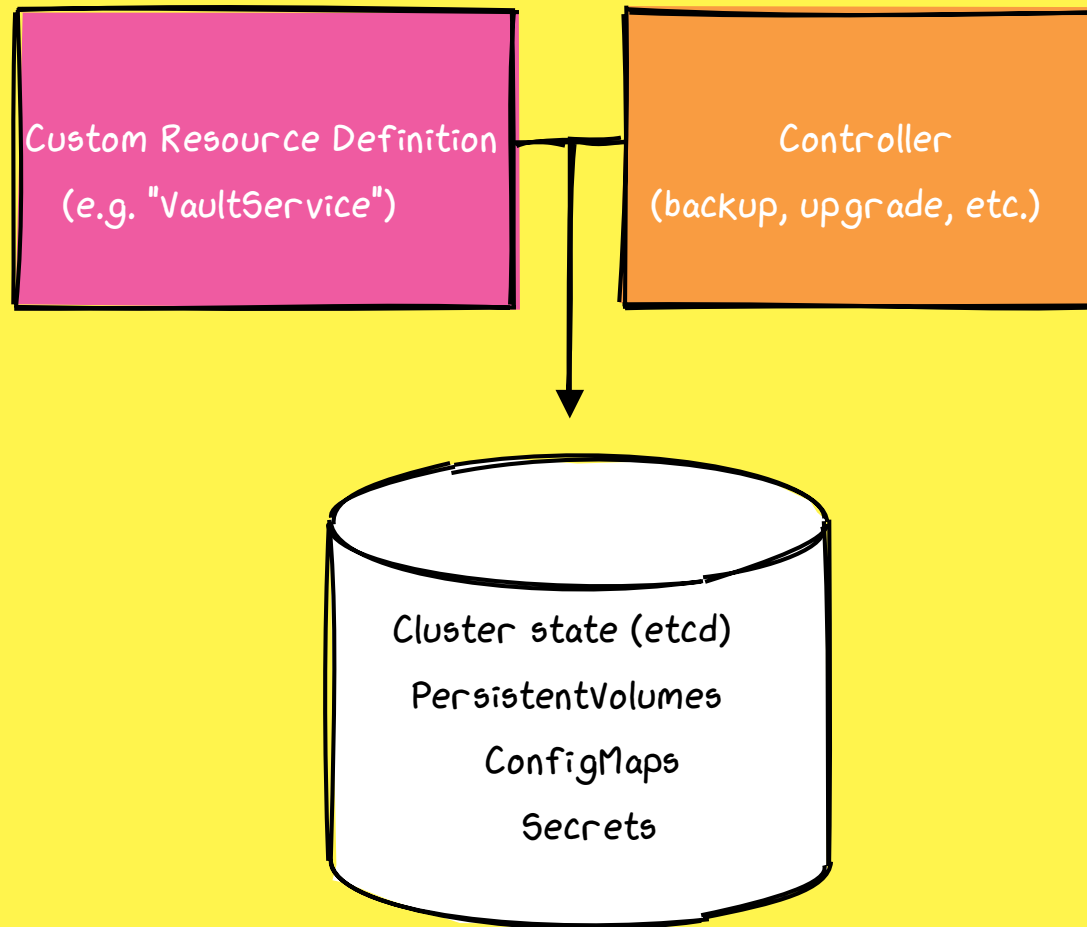 Custom Resource Definition
(e.g. "VaultService")
Controller
(backup, upgrade, etc.)
Cluster state (etcd)
PersistentVolumes
ConfigMaps
Secrets